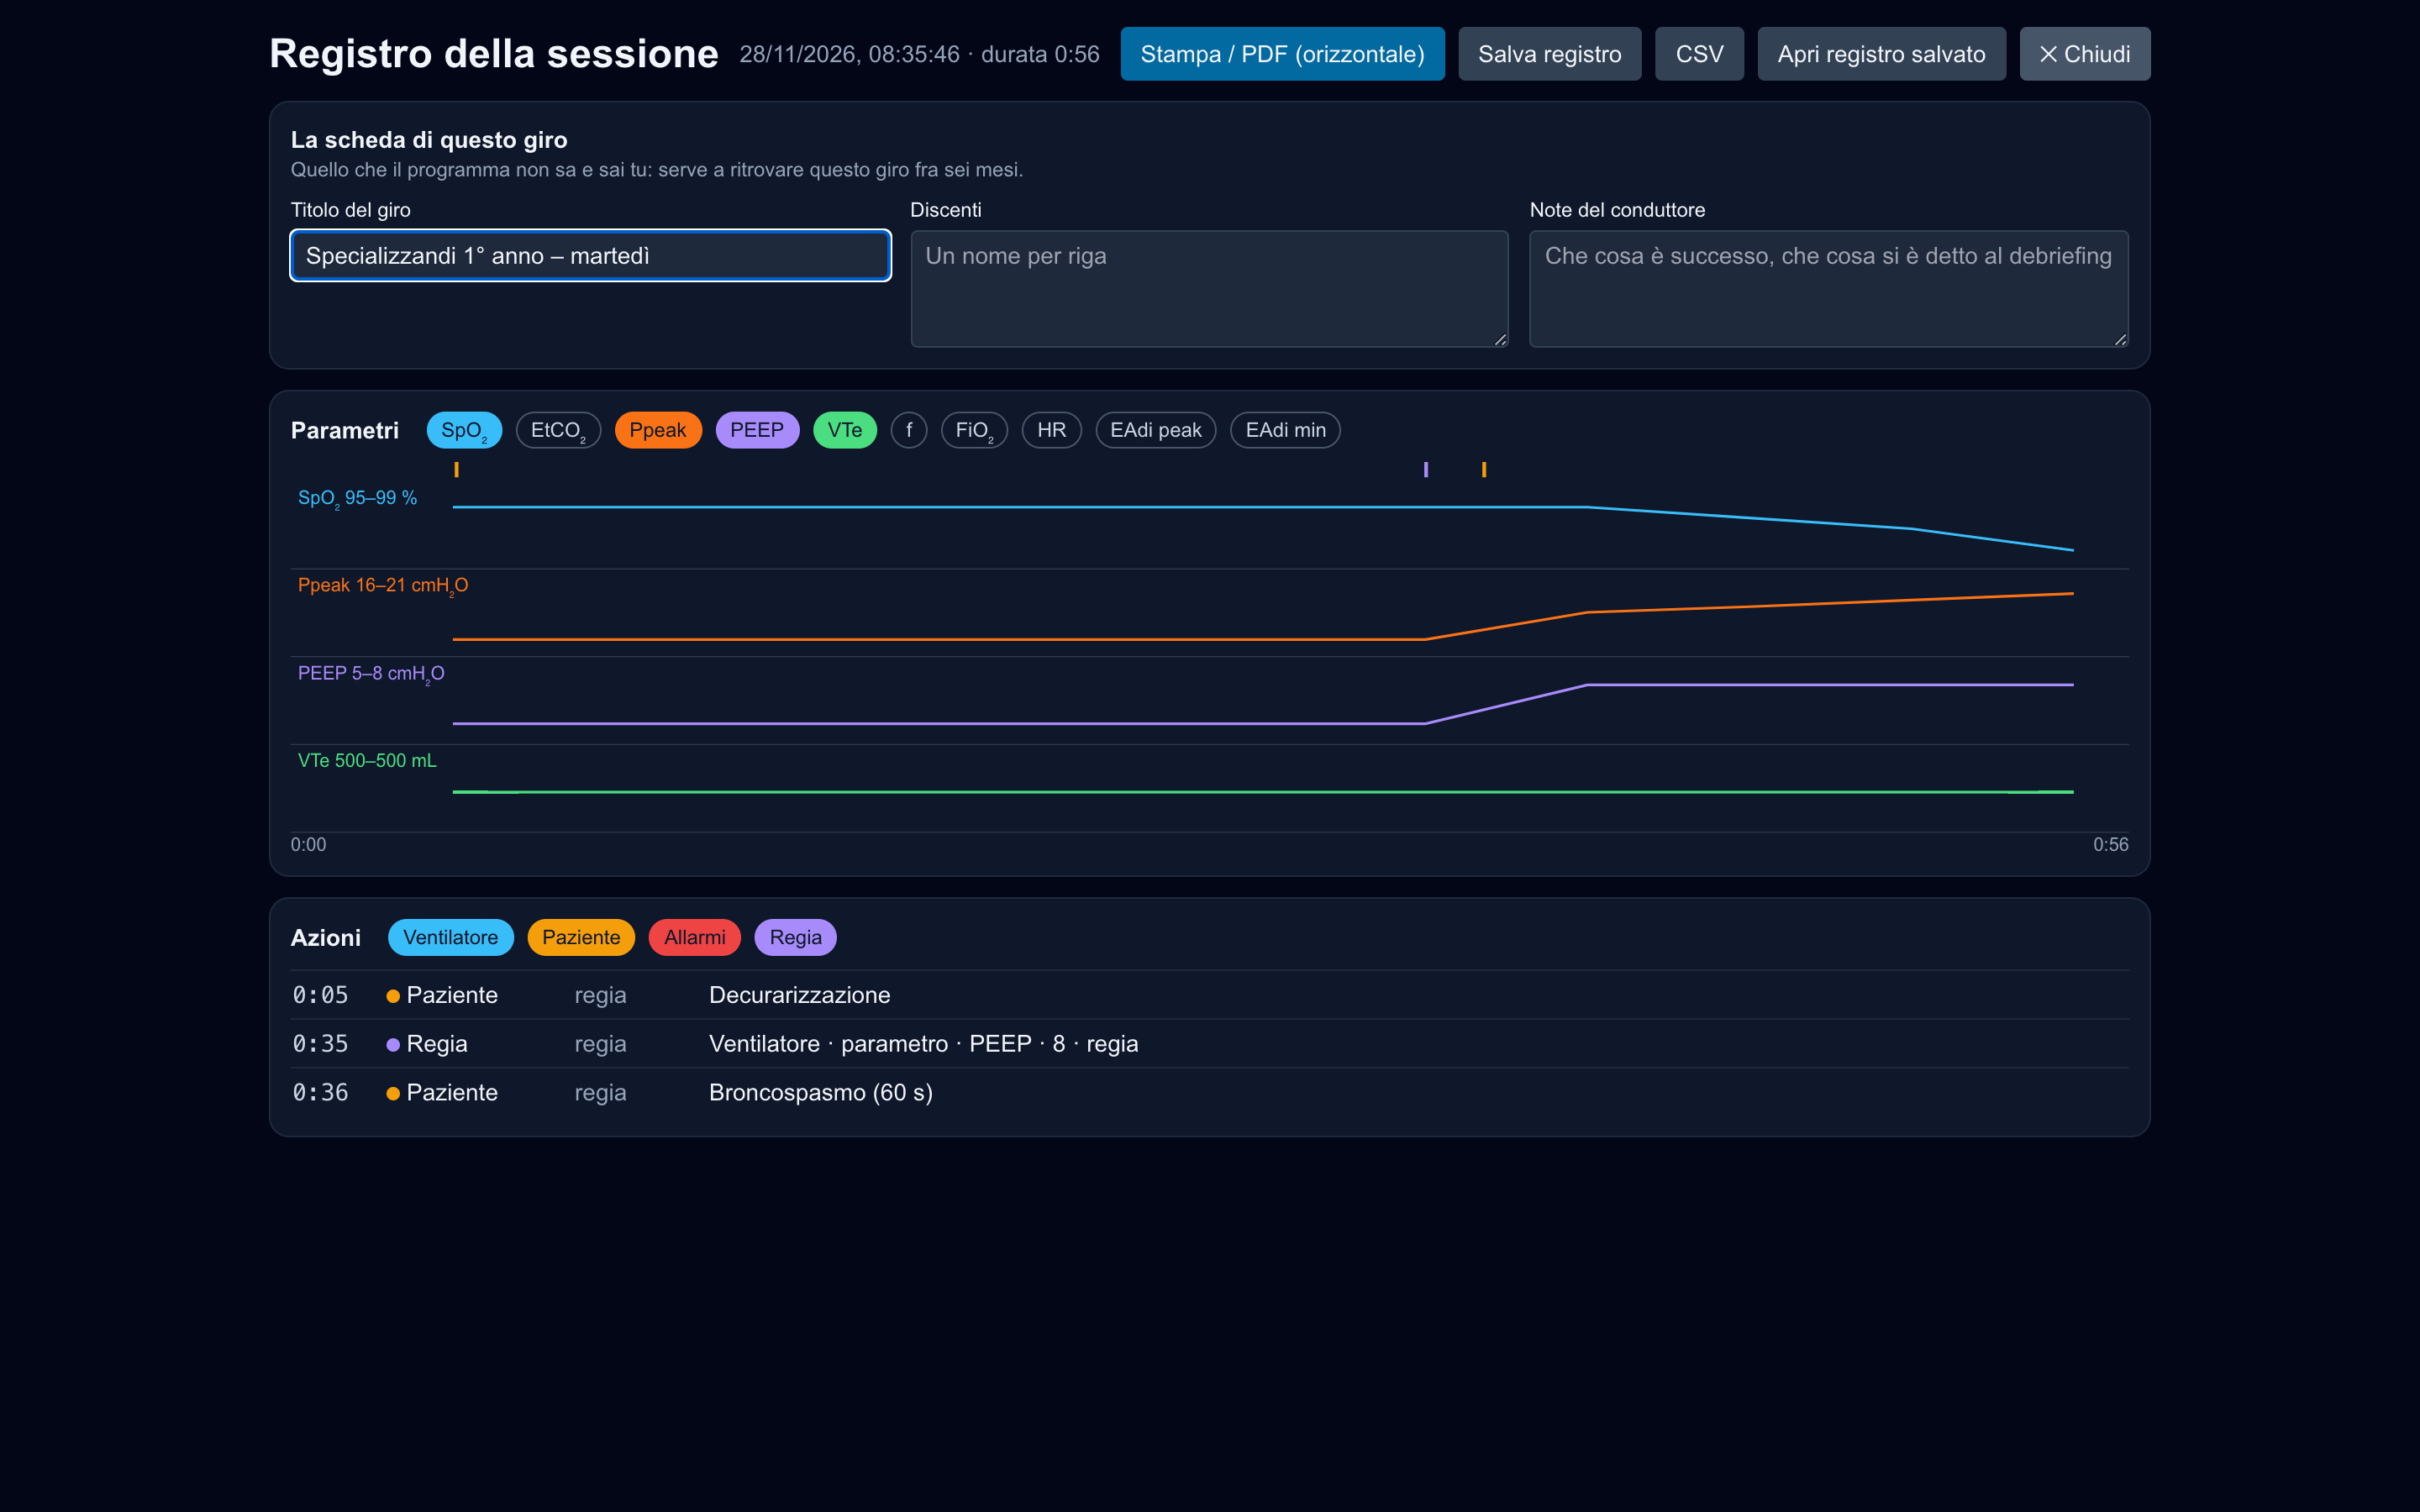 Registro della sessione 28/11/2026, 08:35:46 · durata 0:56 Stampa / PDF (orizzontale) Salva registro CSV Apri registro salvato ✕ Chiudi
La scheda di questo giro
Quello che il programma non sa e sai tu: serve a ritrovare questo giro fra sei mesi.
Titolo del giro Discenti Note del conduttore
Specializzandi 1° anno – martedì Un nome per riga Che cosa è successo, che cosa si è detto al debriefing
Parametri SpO₂ EtCO₂ Ppeak PEEP VTe f FiO₂ HR EAdi peak EAdi min
SpO₂ 95–99 %
Ppeak 16–21 cmH₂O
PEEP 5–8 cmH₂O
VTe 500–500 mL
0:00 0:56
Azioni Ventilatore Paziente Allarmi Regia
0:05 Paziente regia Decurarizzazione
0:35 Regia regia Ventilatore · parametro · PEEP · 8 · regia
0:36 Paziente regia Broncospasmo (60 s)